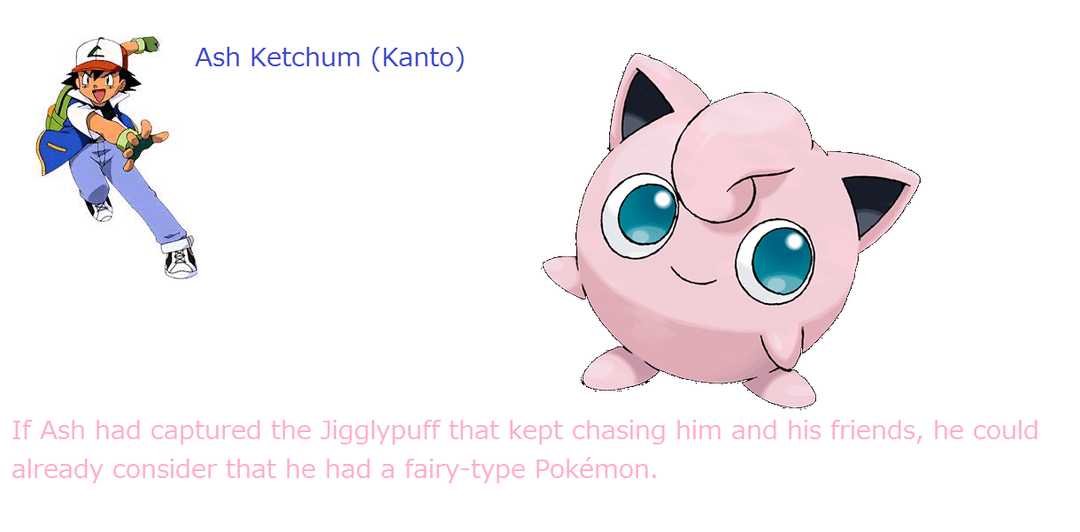 Ash Ketchum (Kanto)
If Ash had captured the Jigglypuff that kept chasing him and his friends, he could
already consider that he had a fairy-type Pokémon.